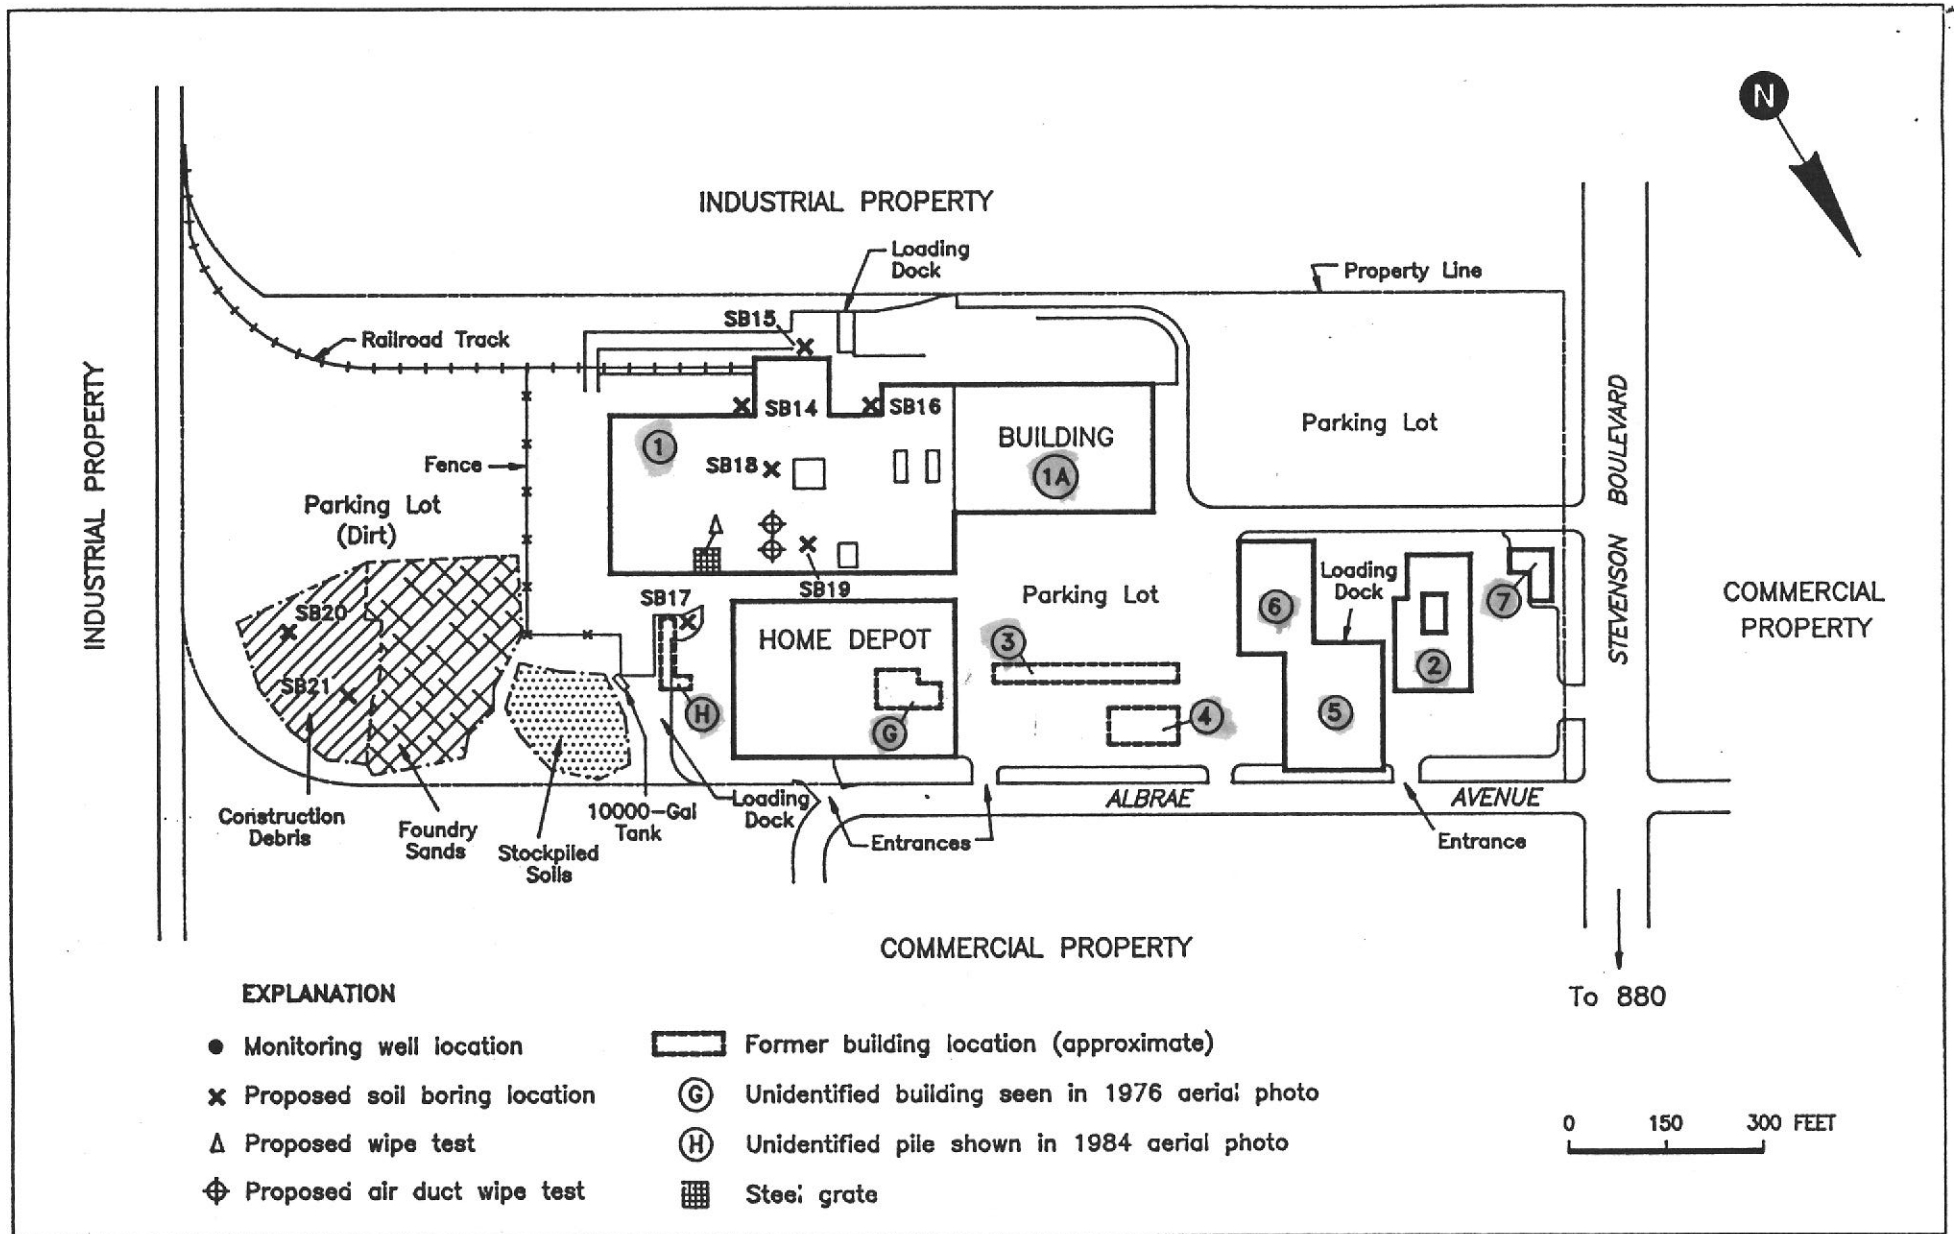 N
INDUSTRIAL PROPERTY
Loading
Dock
Property Line
SB15
Railroad Track
INDUSTRIAL PROPERTY
SB14
SB16
1
BUILDING
1A
Parking Lot
STEVENSON BOULEVARD
SB18
Fence
Parking Lot
(Dirt)
SB19
SB17
SB20
SB21
HOME DEPOT
Parking Lot
3
4
G
H
6
Loading
Dock
5
2
7
COMMERCIAL
PROPERTY
Construction
Debris
Foundry
Sands
Stockpiled
Soils
10000-Gal
Tank
Loading
Dock
Entrances
ALBRAE AVENUE
Entrance
COMMERCIAL PROPERTY
To 880
EXPLANATION
Monitoring well location
Proposed soil boring location
Proposed wipe test
Proposed air duct wipe test
Former building location (approximate)
G Unidentified building seen in 1976 aerial photo
H Unidentified pile shown in 1984 aerial photo
Steel grate
0 150 300 FEET